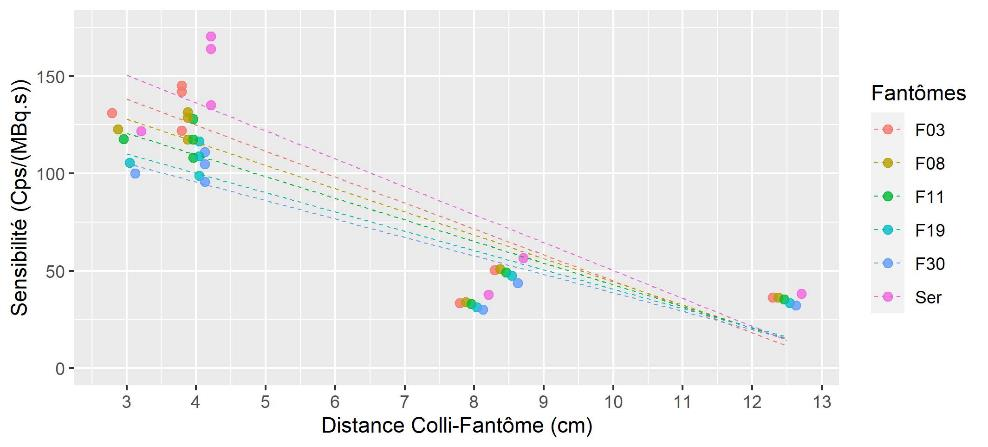 Sensibilité (Cps/(MBq.s))
150
100
50
0
3 4 5 6 7 8 9 10 11 12 13
Distance Colli-Fantôme (cm)
Fantômes
F03
F08
F11
F19
F30
Ser